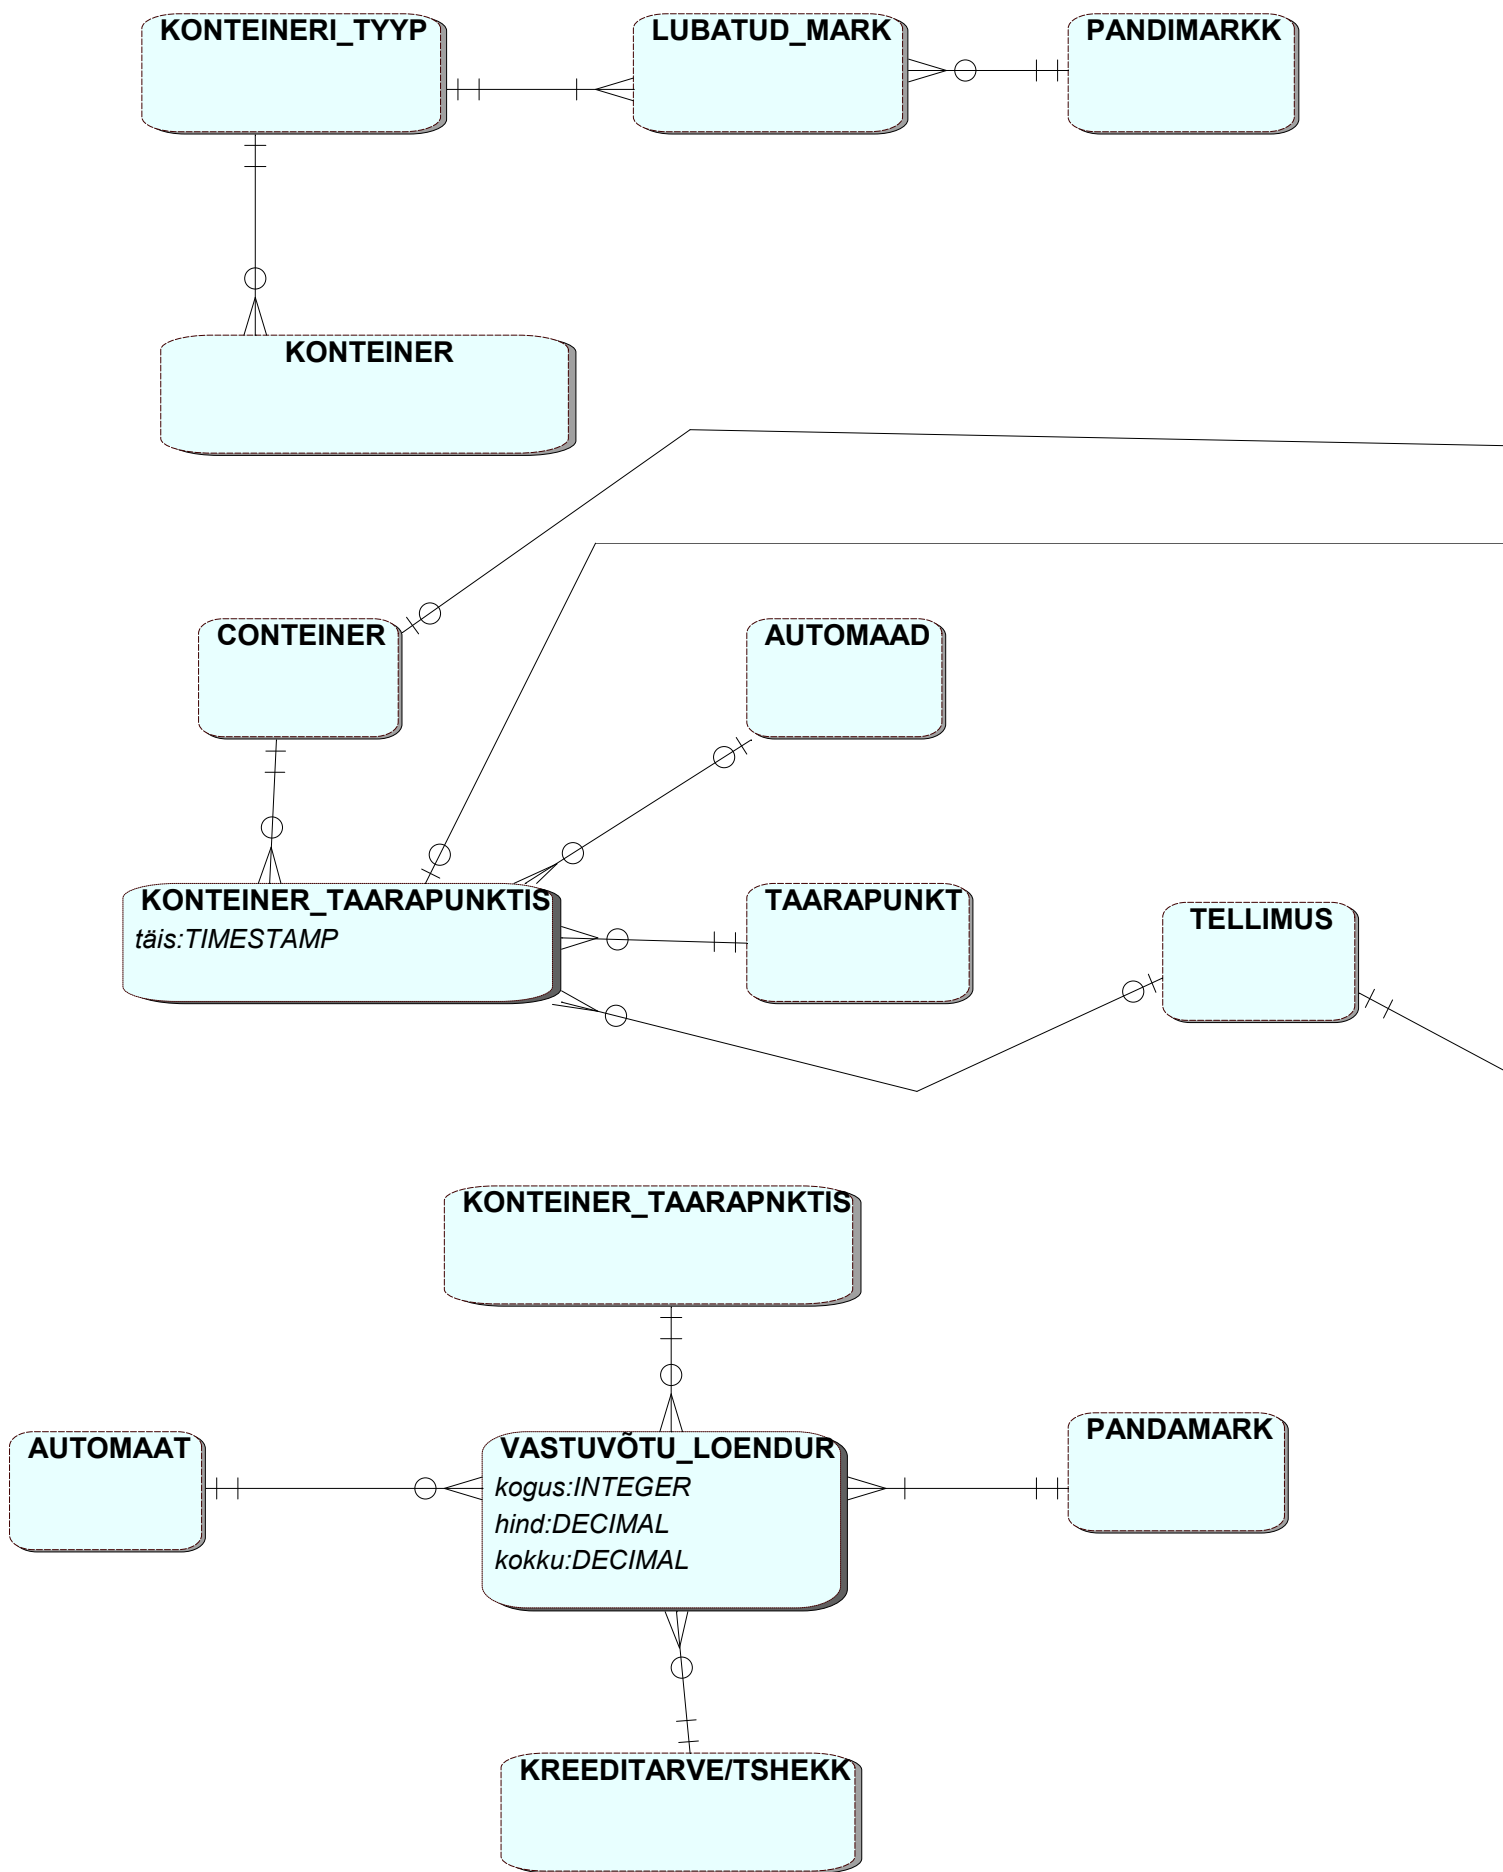 KONTEINERI_TYYP
LUBATUD_MARK
PANDIMARKK
KONTEINER
CONTEINER
AUTOMAAD
KONTEINER_TAARAPUNKTIS
täis:TIMESTAMP
TAARAPUNKT
TELLIMUS
KONTEINER_TAARAPNKTIS
AUTOMAAT
VASTUVÕTU_LOENDUR
kogus:INTEGER
hind:DECIMAL
kokku:DECIMAL
PANDAMARK
KREEDITARVE/TSHEKK